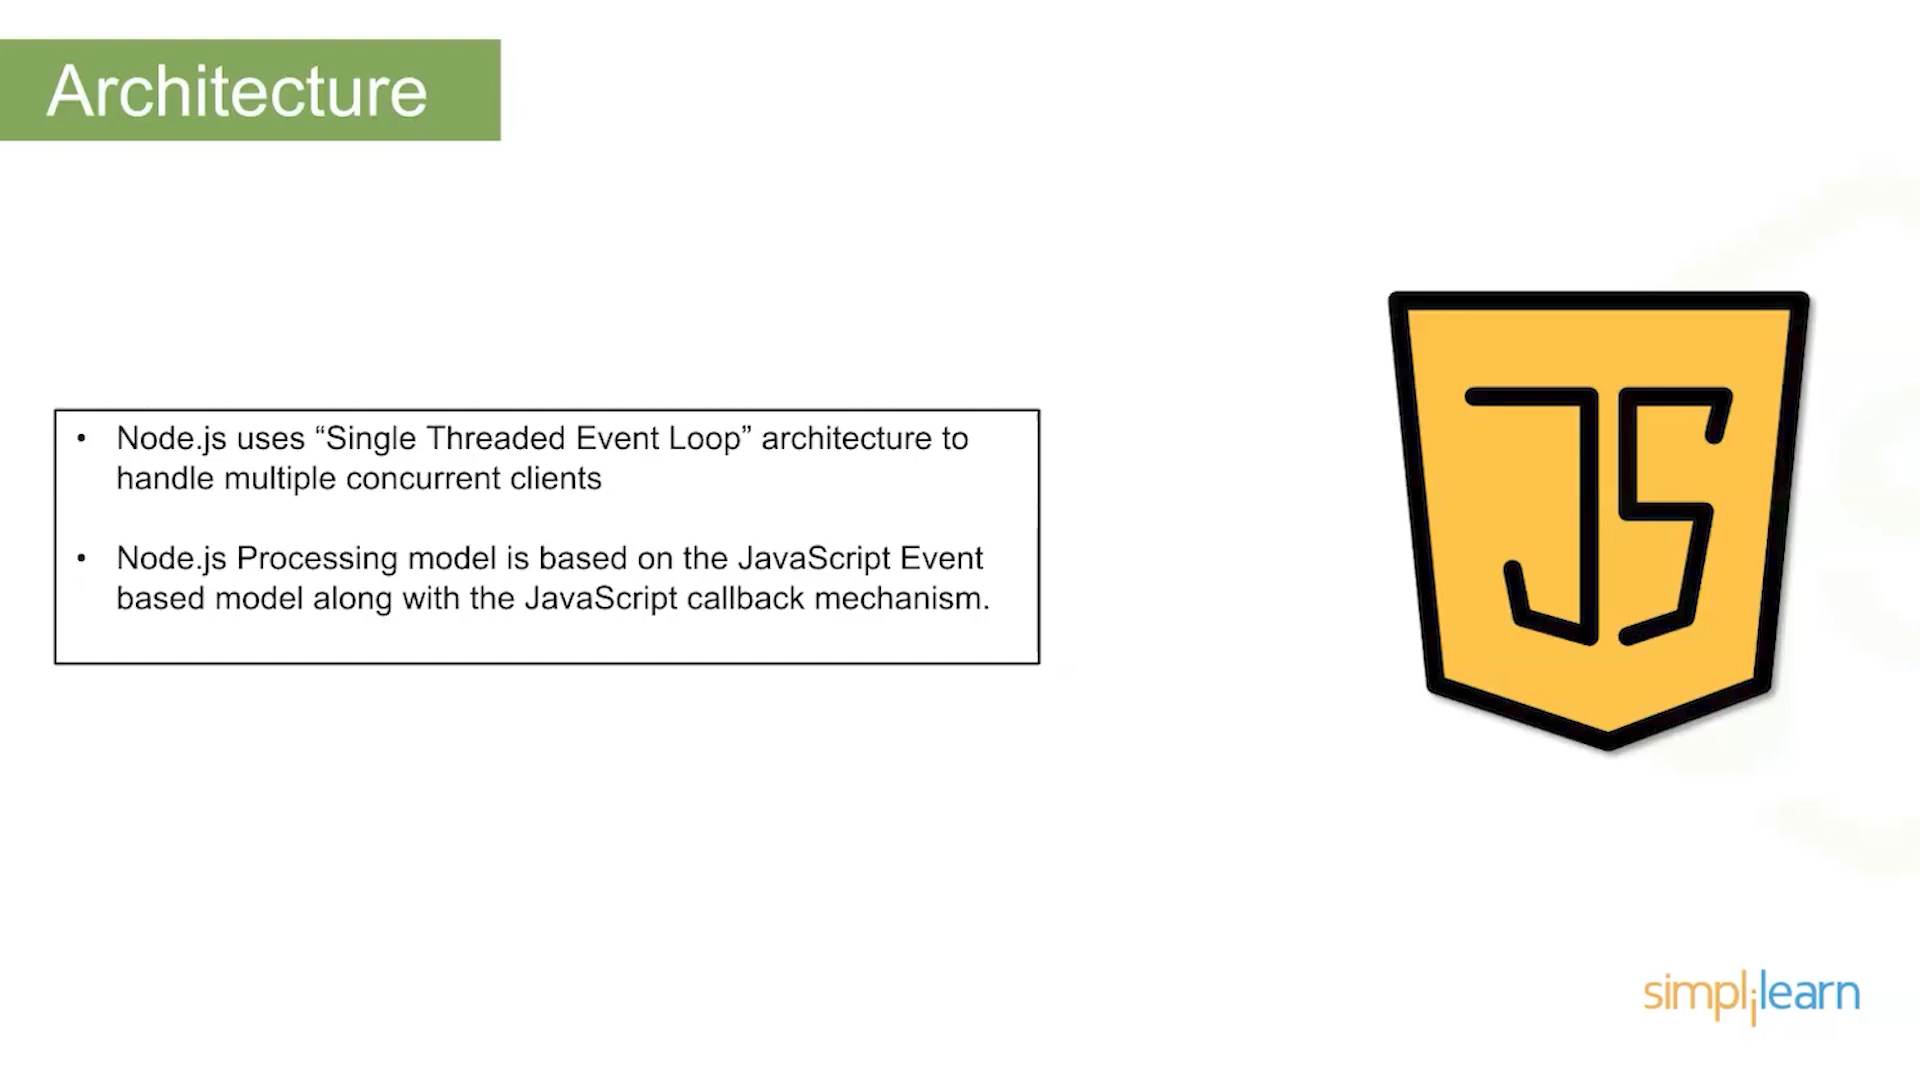 Architecture
• Node.js uses “Single Threaded Event Loop” architecture to
handle multiple concurrent clients
• Node.js Processing model is based on the JavaScript Event
based model along with the JavaScript callback mechanism.
JS
simplilearn